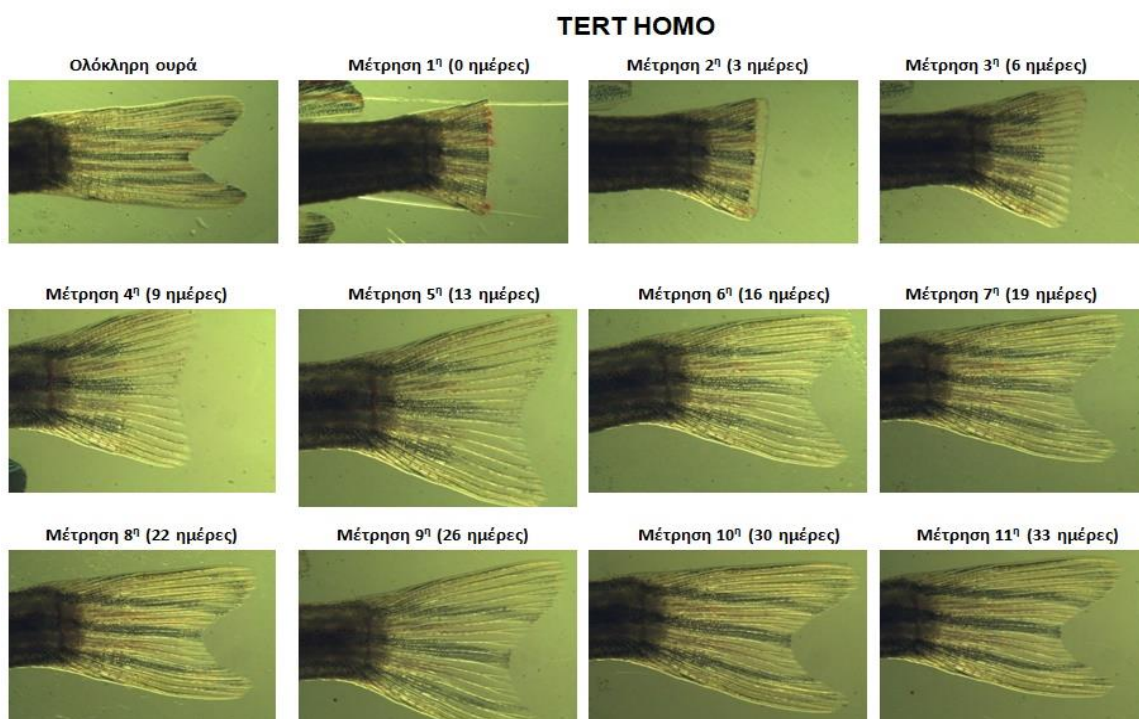 TERT HOMO
Ολόκληρη ουρά
Μέτρηση 1η (0 ημέρες)
Μέτρηση 2η (3 ημέρες)
Μέτρηση 3η (6 ημέρες)
Μέτρηση 4η (9 ημέρες)
Μέτρηση 5η (13 ημέρες)
Μέτρηση 6η (16 ημέρες)
Μέτρηση 7η (19 ημέρες)
Μέτρηση 8η (22 ημέρες)
Μέτρηση 9η (26 ημέρες)
Μέτρηση 10η (30 ημέρες)
Μέτρηση 11η (33 ημέρες)